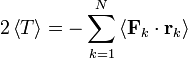 2 ⟨T⟩ = − ∑_{k=1}^{N} ⟨𝐅_k · 𝐫_k⟩